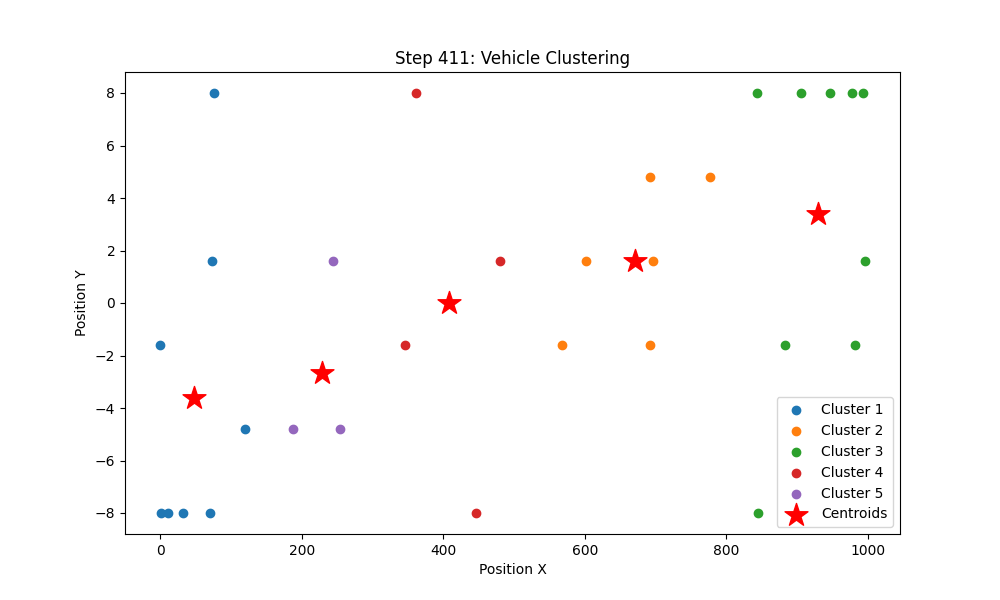 Step 411: Vehicle Clustering
Position Y
8
6
4
2
0
−2
−4
−6
−8
0 200 400 600 800 1000
Position X
Cluster 1
Cluster 2
Cluster 3
Cluster 4
Cluster 5
Centroids